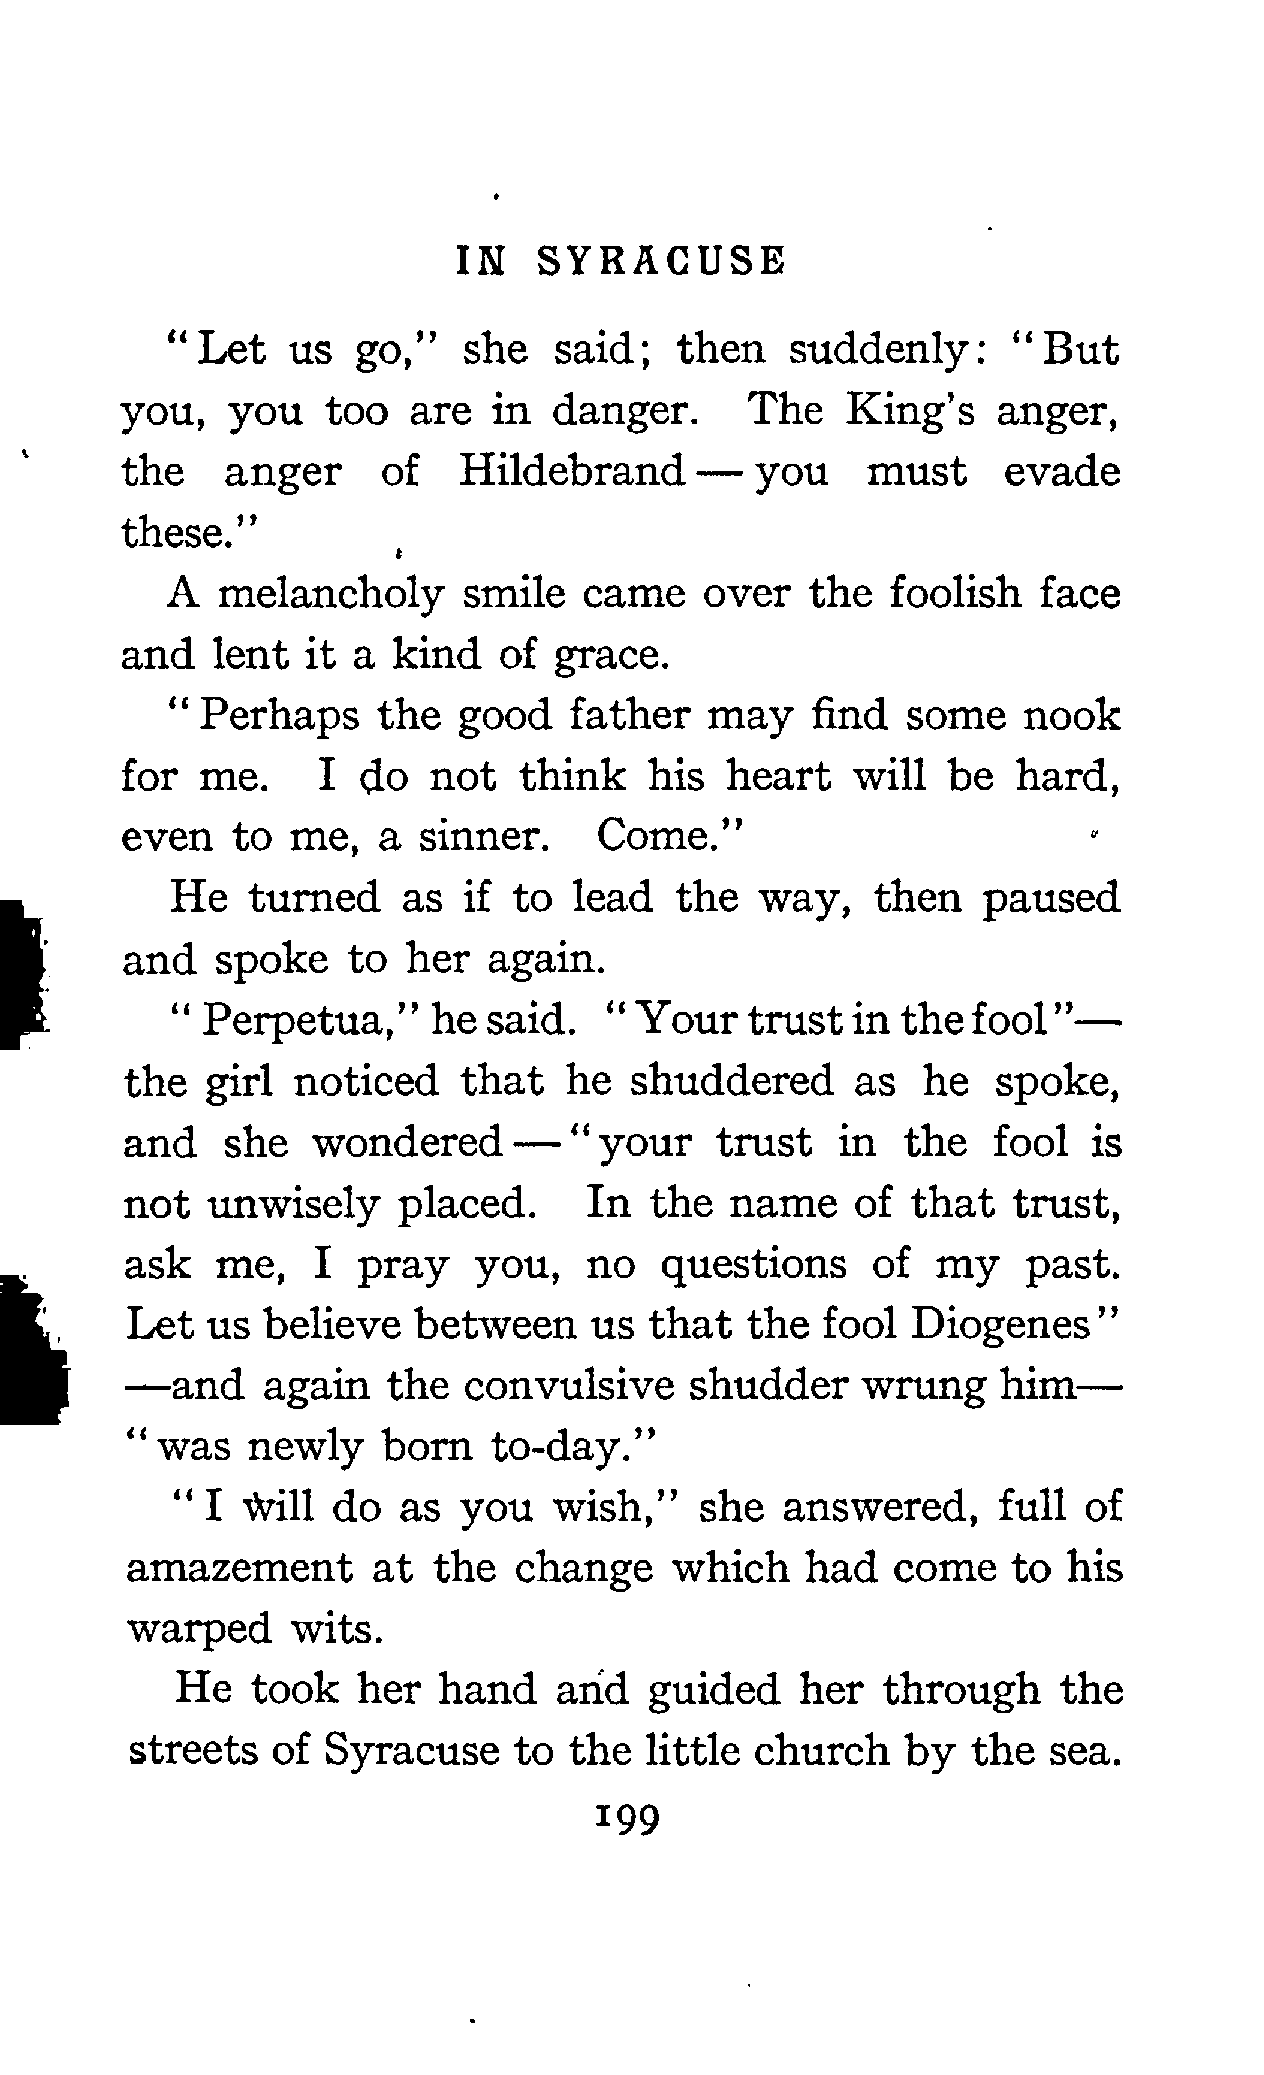 IN SYRACUSE
"Let us go," she said; then suddenly: "But
you, you too are in danger. The King's anger,
the anger of Hildebrand—you must evade
these."
A melancholy smile came over the foolish face
and lent it a kind of grace.
"Perhaps the good father may find some nook
for me. I do not think his heart will be hard,
even to me, a sinner. Come."
He turned as if to lead the way, then paused
and spoke to her again.
"Perpetua," he said. "Your trust in the fool"—
the girl noticed that he shuddered as he spoke,
and she wondered—"your trust in the fool is
not unwisely placed. In the name of that trust,
ask me, I pray you, no questions of my past.
Let us believe between us that the fool Diogenes"
—and again the convulsive shudder wrung him—
"was newly born to-day."
"I will do as you wish," she answered, full of
amazement at the change which had come to his
warped wits.
He took her hand and guided her through the
streets of Syracuse to the little church by the sea.
199